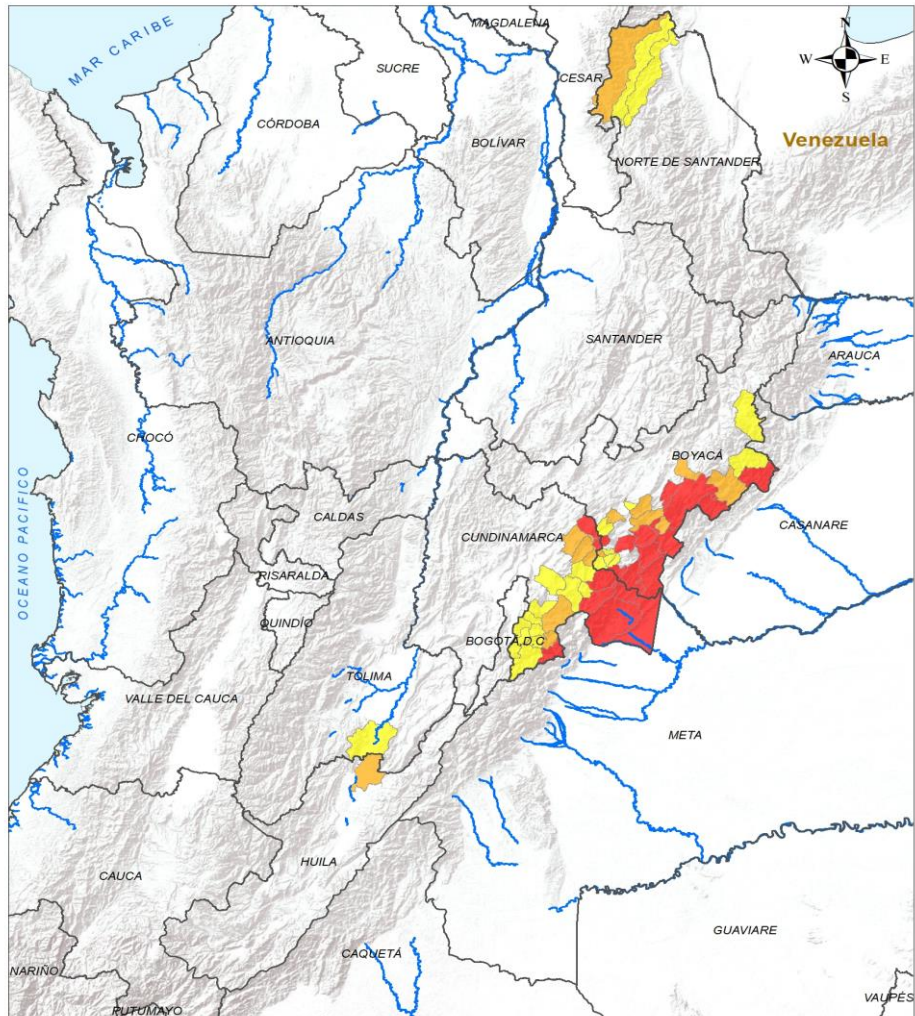 MAGDALENA
N
MAR CARIBE
SUCRE
CESAR
W
E
S
CÓRDOBA
BOLÍVAR
Venezuela
NORTE DE SANTANDER
ANTIOQUIA
SANTANDER
ARAUCA
CHOCÓ
BOYACÁ
OCEANO PACIFICO
CALDAS
CUNDINAMARCA
CASANARE
RISARALDA
QUINDÍO
BOGOTÁ,D.C
TOLIMA
VALLE DEL CAUCA
META
HUILA
CAUCA
GUAVIARE
CAQUETÁ
NARIÑO
VAUPÉS
PUTUMAYO